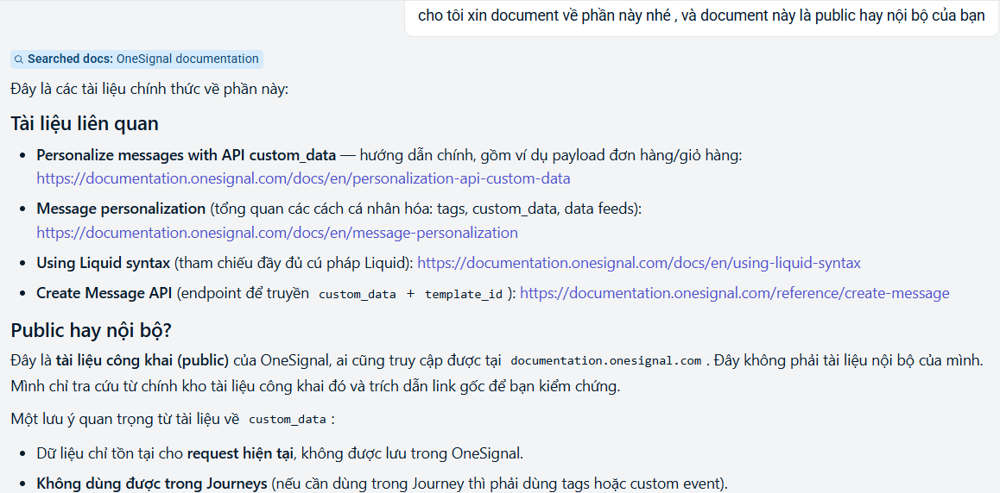 cho tôi xin document về phần này nhé , và document này là public hay nội bộ của bạn
Searched docs: OneSignal documentation
Đây là các tài liệu chính thức về phần này:
Tài liệu liên quan
• Personalize messages with API custom_data — hướng dẫn chính, gồm ví dụ payload đơn hàng/giỏ hàng:
https://documentation.onesignal.com/docs/en/personalization-api-custom-data
• Message personalization (tổng quan các cách cá nhân hóa: tags, custom_data, data feeds):
https://documentation.onesignal.com/docs/en/message-personalization
• Using Liquid syntax (tham chiếu đầy đủ cú pháp Liquid): https://documentation.onesignal.com/docs/en/using-liquid-syntax
• Create Message API (endpoint để truyền custom_data + template_id ): https://documentation.onesignal.com/reference/create-message
Public hay nội bộ?
Đây là tài liệu công khai (public) của OneSignal, ai cũng truy cập được tại documentation.onesignal.com . Đây không phải tài liệu nội bộ của mình.
Mình chỉ tra cứu từ chính kho tài liệu công khai đó và trích dẫn link gốc để bạn kiểm chứng.
Một lưu ý quan trọng từ tài liệu về custom_data :
• Dữ liệu chỉ tồn tại cho request hiện tại, không được lưu trong OneSignal.
• Không dùng được trong Journeys (nếu cần dùng trong Journey thì phải dùng tags hoặc custom event).